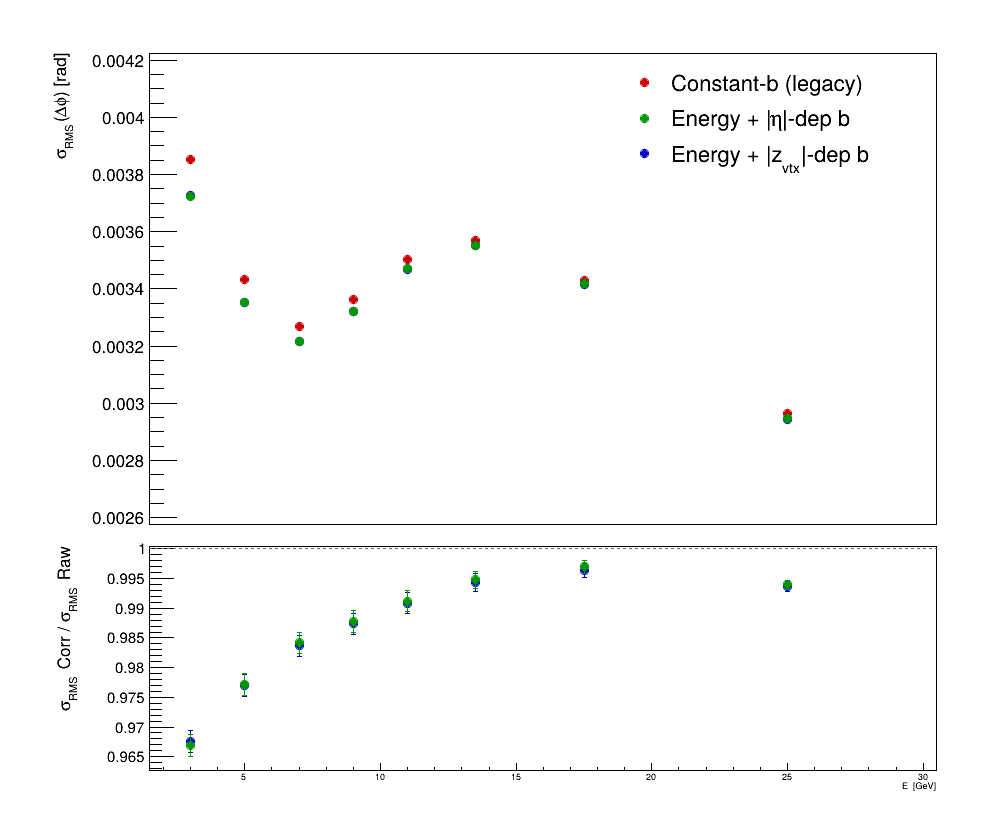 σRMS (Δϕ) [rad]
0.0042
0.004
0.0038
0.0036
0.0034
0.0032
0.003
0.0028
0.0026
Constant-b (legacy)
Energy + |η|-dep b
Energy + |zvtx|-dep b
σRMS Corr / σRMS Raw
1
0.995
0.99
0.985
0.98
0.975
0.97
0.965
5 10 15 20 25 30
E [GeV]